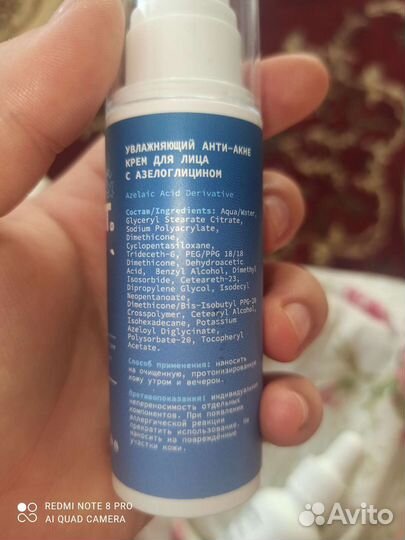 УВЛАЖНЯЮЩИЙ АНТИ-АКНЕ
КРЕМ ДЛЯ ЛИЦА
С АЗЕЛОГЛИЦИНОМ
Azelaic Acid Derivative
Состав/Ingredients: Aqua/Water,
Glyceryl Stearate Citrate,
Sodium Polyacrylate,
Dimethicone,
Cyclopentasiloxane,
Trideceth-6, PEG/PPG 18/18
Dimethicone, Dehydroacetic
Acid, Benzyl Alcohol, Dimethyl
Isosorbide, Ceteareth-23,
Dipropylene Glycol, Isodecyl
Neopentanoate,
Dimethicone/Bis-Isobutyl PPG-20
Crosspolymer, Cetearyl Alcohol,
Isohexadecane, Potassium
Azeloyl Diglycinate,
Polysorbate-20, Tocopheryl
Acetate.
Способ применения: наносить
на очищенную, протонизированную
кожу утром и вечером.
Противопоказания: индивидуальная
непереносимость отдельных
компонентов. При появлении
аллергической реакции
прекратить использование. Не
наносить на повреждённые
участки кожи.
REDMI NOTE 8 PRO
AI QUAD CAMERA
Avito